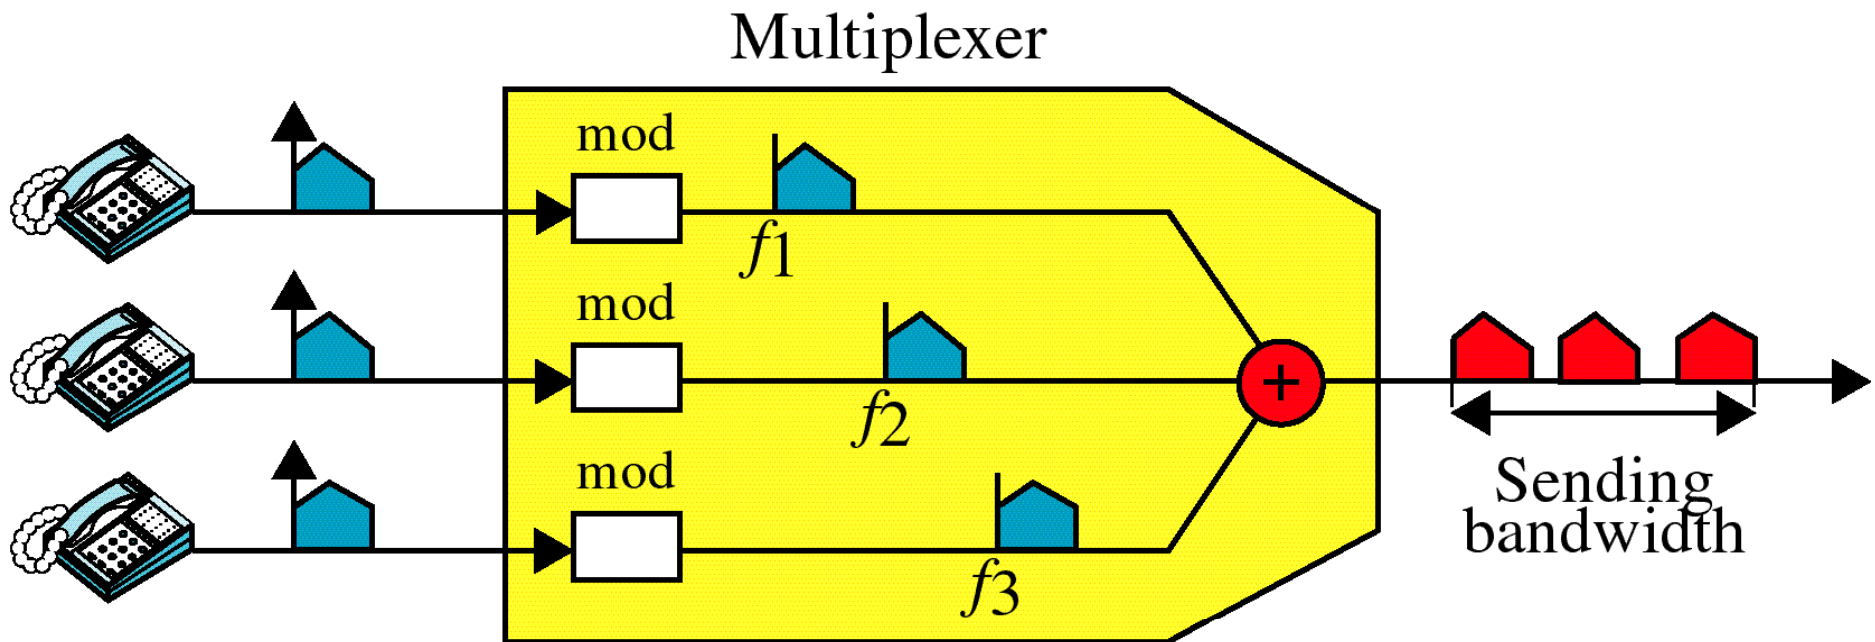 Multiplexer
mod
f1
mod
f2
mod
f3
+
Sending
bandwidth